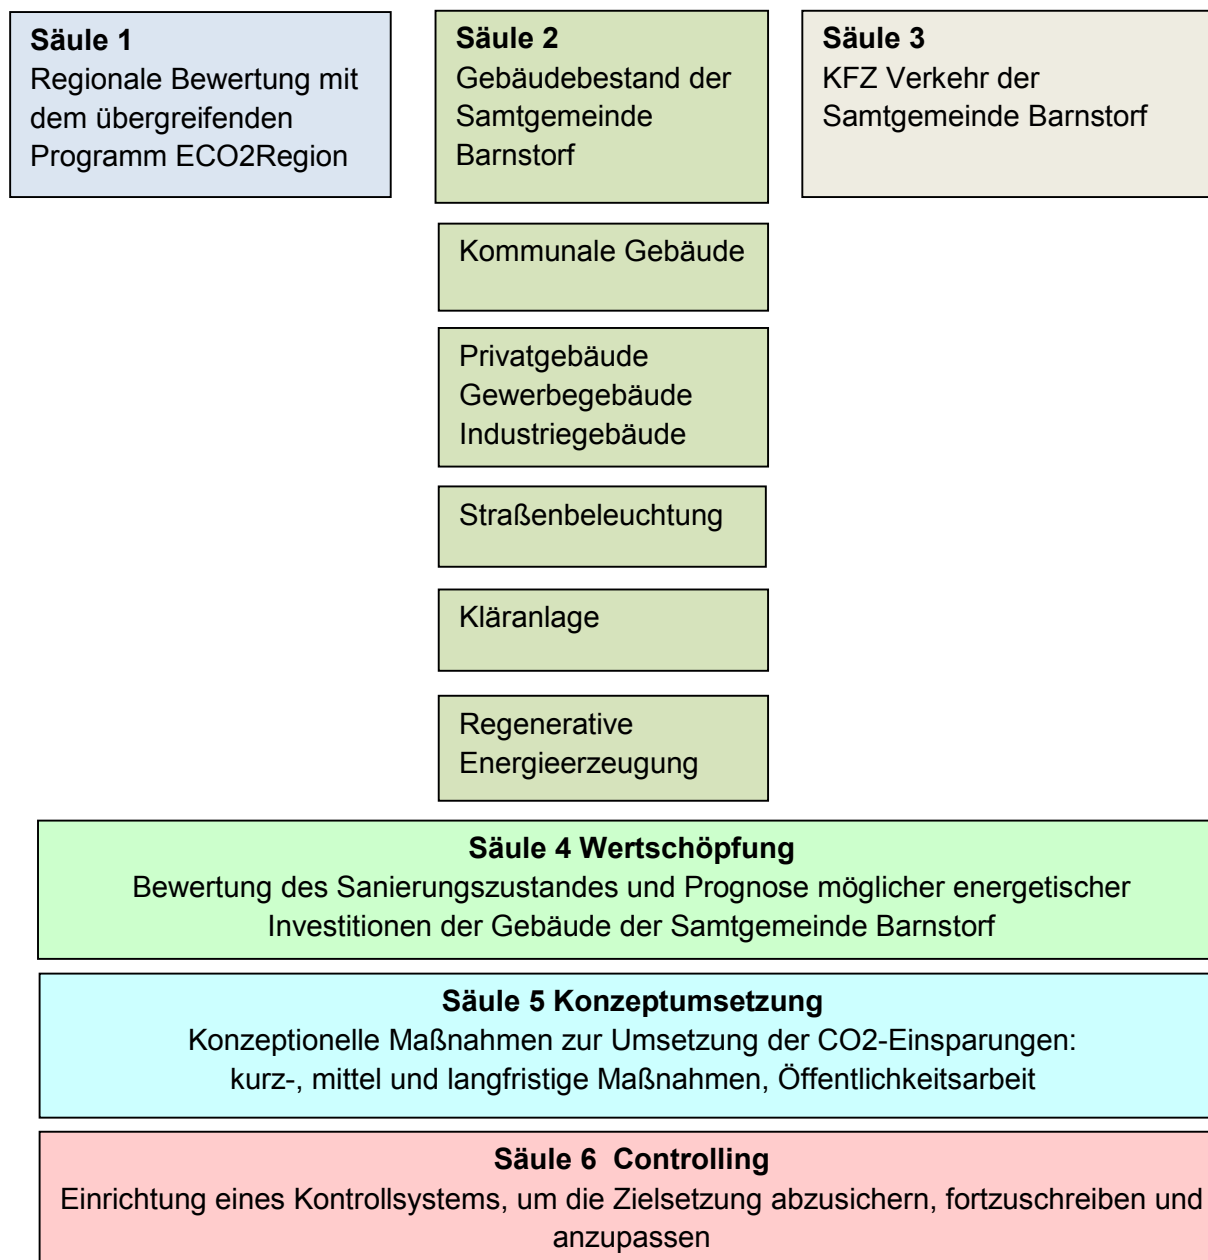 Säule 1
Regionale Bewertung mit
dem übergreifenden
Programm ECO2Region
Säule 2
Gebäudebestand der
Samtgemeinde
Barnstorf
Säule 3
KFZ Verkehr der
Samtgemeinde Barnstorf
Kommunale Gebäude
Privatgebäude
Gewerbegebäude
Industriegebäude
Straßenbeleuchtung
Kläranlage
Regenerative
Energieerzeugung
Säule 4 Wertschöpfung
Bewertung des Sanierungszustandes und Prognose möglicher energetischer
Investitionen der Gebäude der Samtgemeinde Barnstorf
Säule 5 Konzeptumsetzung
Konzeptionelle Maßnahmen zur Umsetzung der CO2-Einsparungen:
kurz-, mittel und langfristige Maßnahmen, Öffentlichkeitsarbeit
Säule 6 Controlling
Einrichtung eines Kontrollsystems, um die Zielsetzung abzusichern, fortzuschreiben und
anzupassen